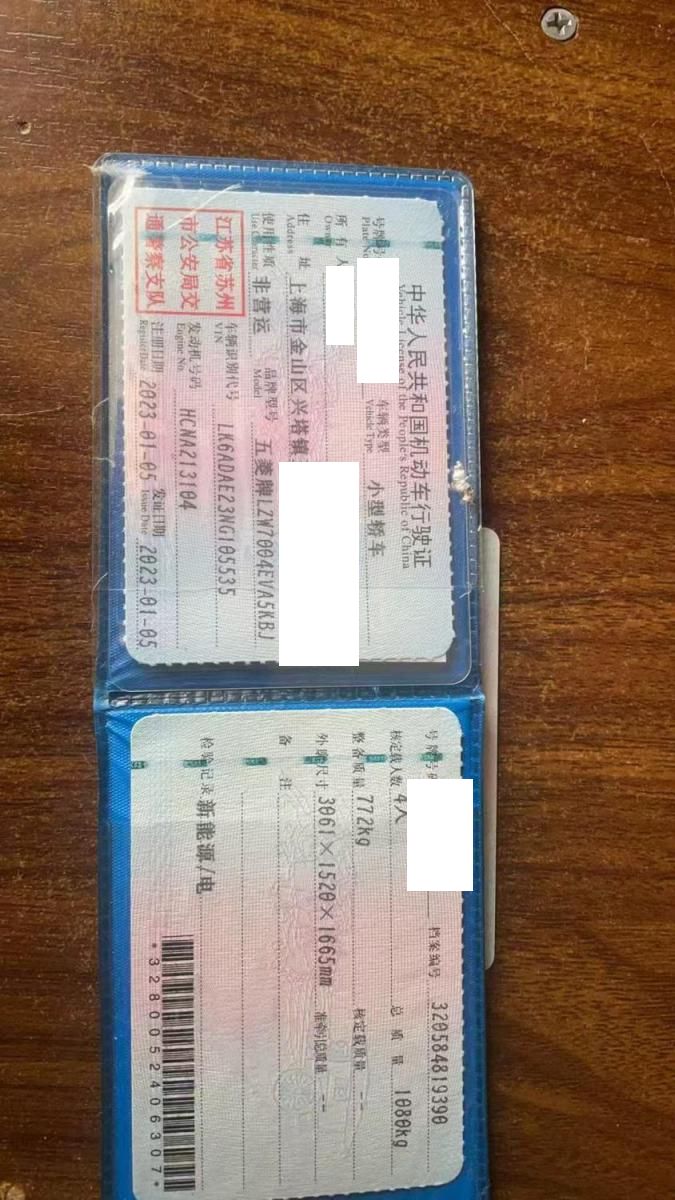 中华人民共和国机动车行驶证
Vehicle License of the People's Republic of China
号牌号
Plate No.
车辆类型 小型轿车
Vehicle Type
所有人
Owner
住址 上海市金山区兴塔镇
Address
使用性质 非营运 品牌型号 五菱牌LZW7004EVA5KBJ
Use Character Model
江苏省苏州
市公安局交
通警察支队
车辆识别代号 LK6ADAE23NG105535
VIN
发动机号码 HCNA213104
Engine No.
注册日期 2023-01-05 发证日期 2023-01-05
Register Date Issue Date
号牌号 档案编号 320584819390
核定载人数 4人 总质量 1080kg
整备质量 772kg 核定载质量 --
外廓尺寸 3061×1520×1665mm 准牵引总质量 --
备注
检验记录 新能源/电
*3280052406307*